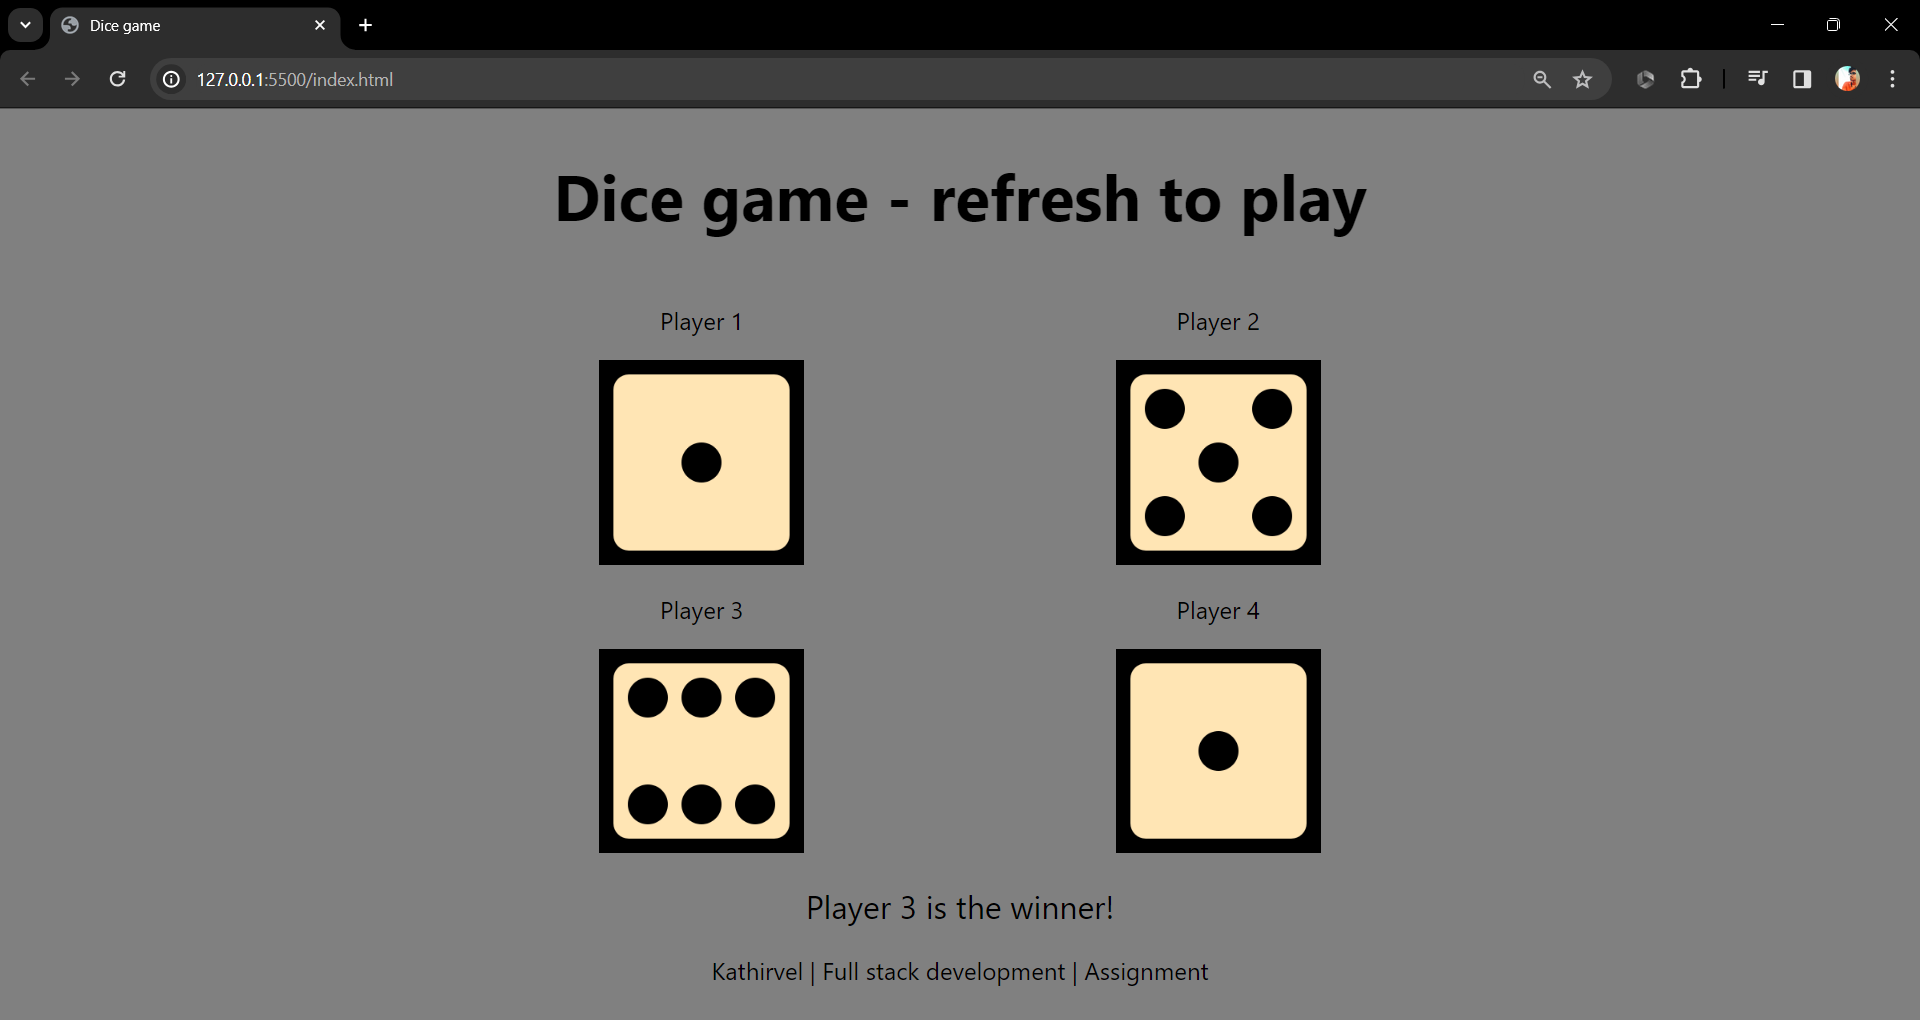 Dice game
127.0.0.1:5500/index.html
Dice game - refresh to play
Player 1
Player 2
Player 3
Player 4
Player 3 is the winner!
Kathirvel | Full stack development | Assignment